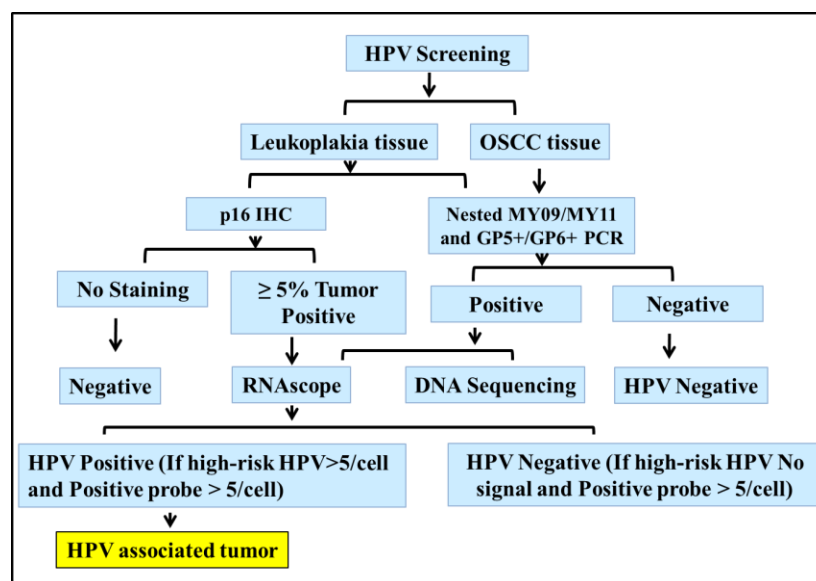 HPV Screening
Leukoplakia tissue
OSCC tissue
p16 IHC
Nested MY09/MY11
and GP5+/GP6+ PCR
No Staining
≥ 5% Tumor
Positive
Positive
Negative
Negative
RNAscope
DNA Sequencing
HPV Negative
HPV Positive (If high-risk HPV>5/cell
and Positive probe > 5/cell)
HPV Negative (If high-risk HPV No
signal and Positive probe > 5/cell)
HPV associated tumor